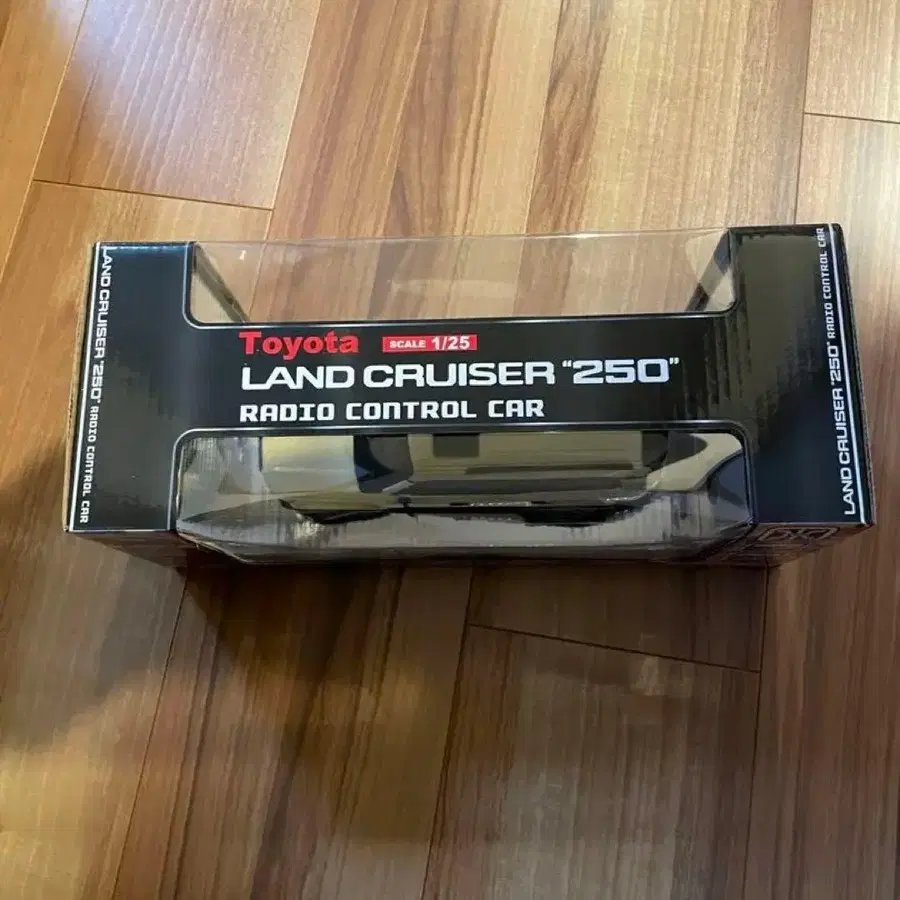 Toyota SCALE 1/25
LAND CRUISER "250"
RADIO CONTROL CAR
LAND CRUISER "250" RADIO CONTROL CAR
LAND CRUISER "250" RADIO CONTROL CAR